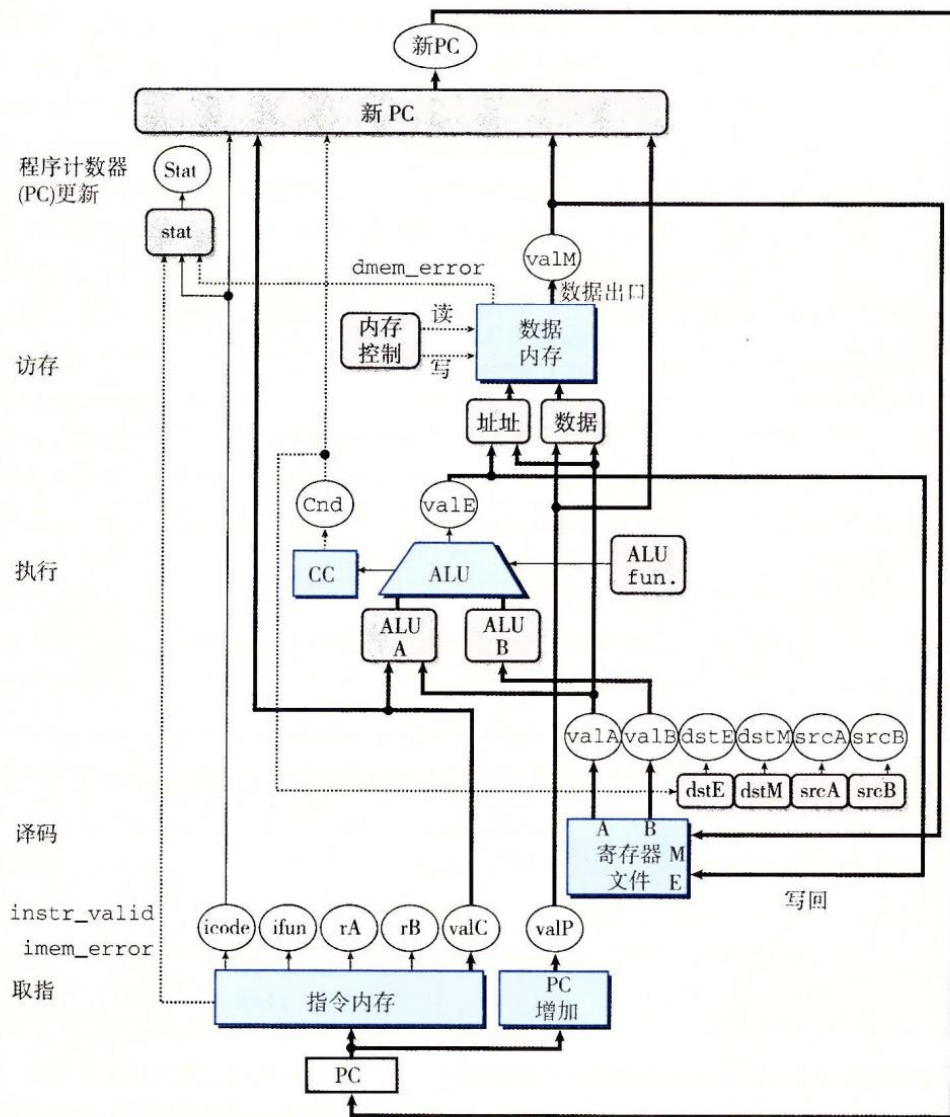 新PC
新 PC
程序计数器
(PC)更新
Stat
stat
dmem_error
valM
数据出口
读
内存
控制
写
数据
内存
访存
址址
数据
Cnd
valE
执行
CC
ALU
ALU
fun.
ALU
A
ALU
B
valA
valB
dstE
dstM
srcA
srcB
dstE
dstM
srcA
srcB
译码
A
B
寄存器
M
文件
E
写回
instr_valid
imem_error
icode
ifun
rA
rB
valC
valP
取指
指令内存
PC
增加
PC